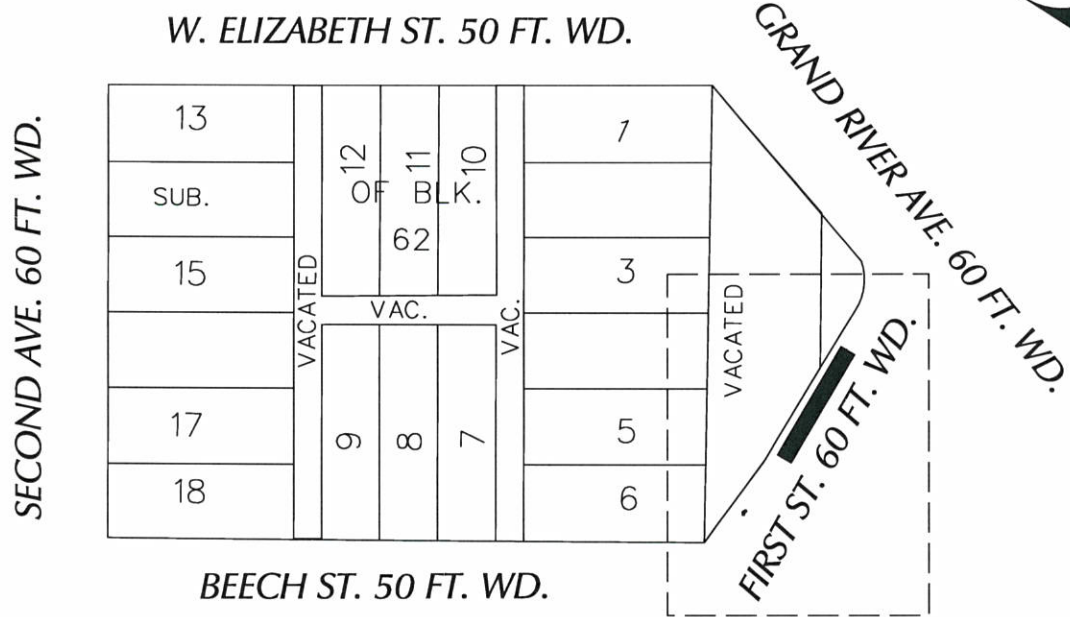 W. ELIZABETH ST. 50 FT. WD.
GRAND RIVER AVE. 60 FT. WD.
SECOND AVE. 60 FT. WD.
13
12
11
10
1
SUB.
OF BLK.
62
15
3
VACATED
VAC.
VAC.
VACATED
FIRST ST. 60 FT. WD.
17
9
8
7
5
18
6
BEECH ST. 50 FT. WD.